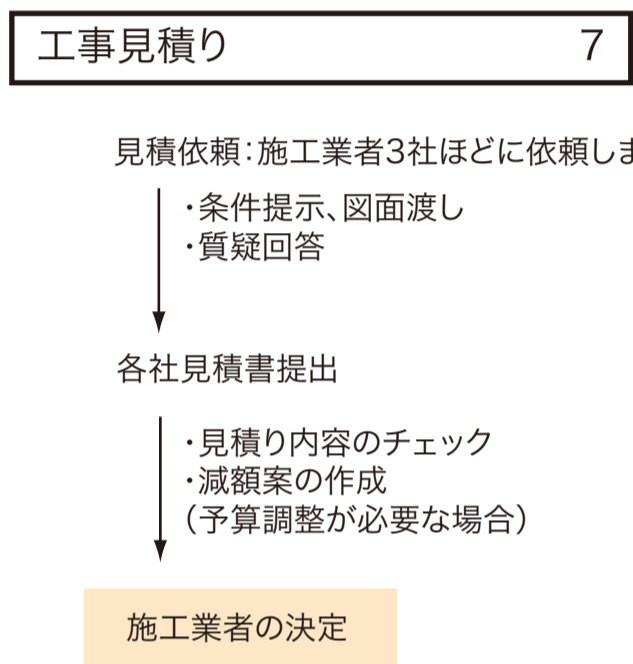 工事見積り 7
見積依頼：施工業者3社ほどに依頼しま
・条件提示、図面渡し
・質疑回答
各社見積書提出
・見積り内容のチェック
・減額案の作成
（予算調整が必要な場合）
施工業者の決定